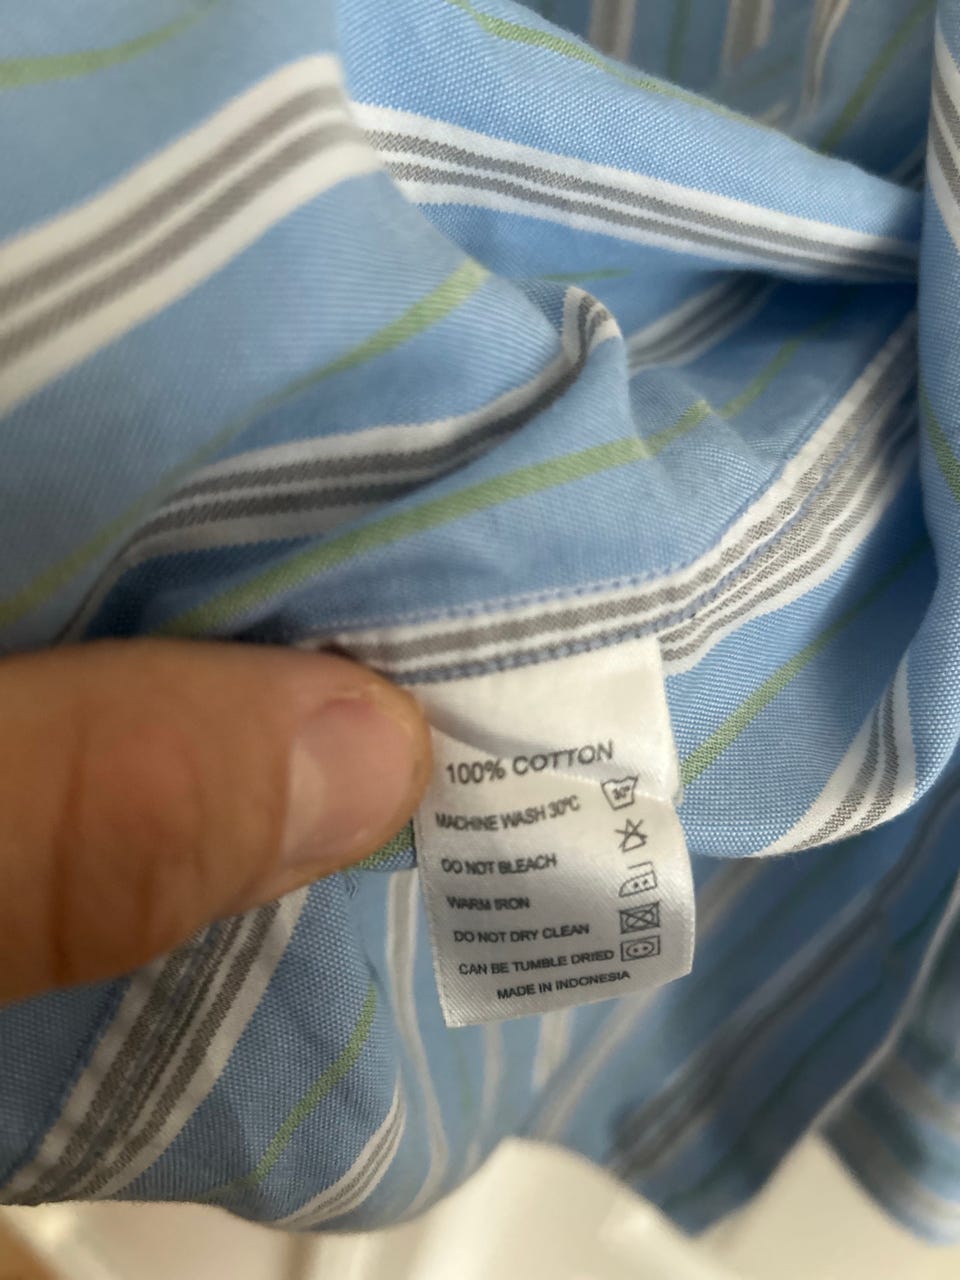 100% COTTON
MACHINE WASH 30°C
30°
DO NOT BLEACH
WARM IRON
DO NOT DRY CLEAN
CAN BE TUMBLE DRIED
MADE IN INDONESIA